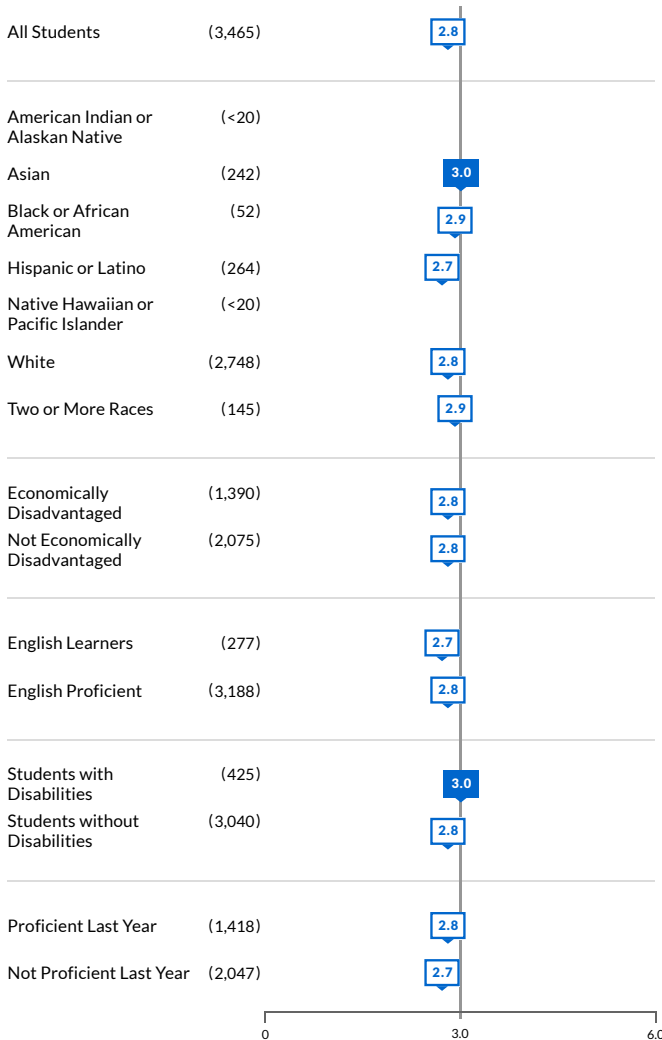 All Students (3,465) 2.8
American Indian or (<20)
Alaskan Native
Asian (242) 3.0
Black or African (52) 2.9
American
Hispanic or Latino (264) 2.7
Native Hawaiian or (<20)
Pacific Islander
White (2,748) 2.8
Two or More Races (145) 2.9
Economically (1,390) 2.8
Disadvantaged
Not Economically (2,075) 2.8
Disadvantaged
English Learners (277) 2.7
English Proficient (3,188) 2.8
Students with (425) 3.0
Disabilities
Students without (3,040) 2.8
Disabilities
Proficient Last Year (1,418) 2.8
Not Proficient Last Year (2,047) 2.7
0 3.0 6.0